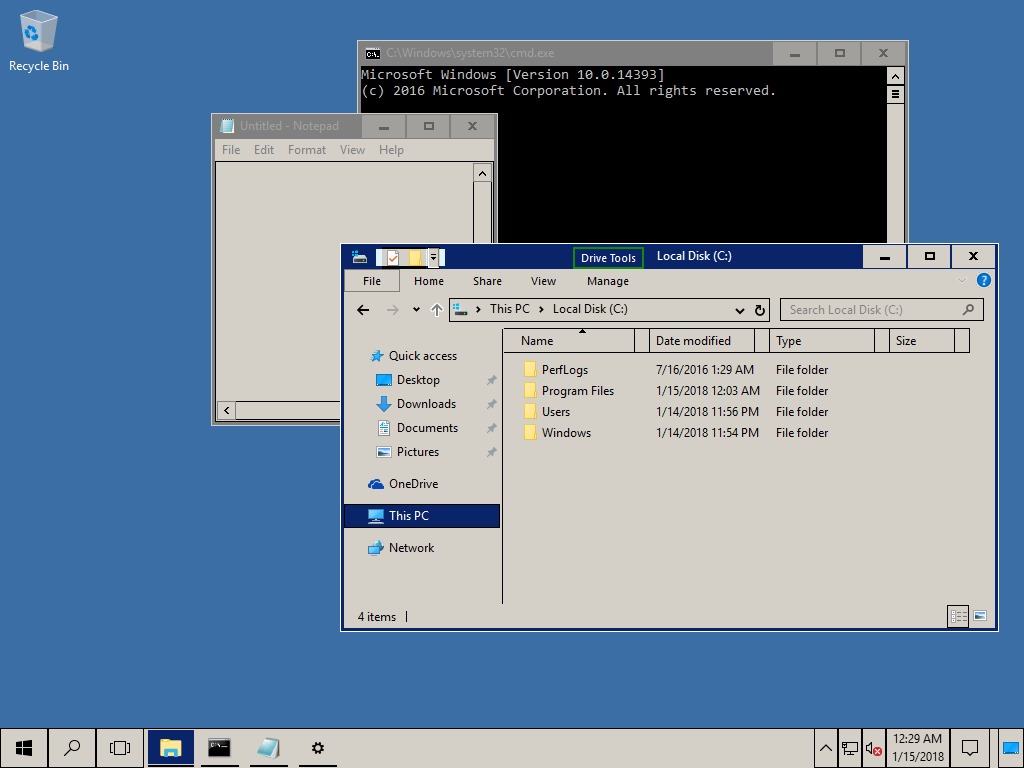 Recycle Bin
C:\Windows\system32\cmd.exe
Microsoft Windows [Version 10.0.14393]
(c) 2016 Microsoft Corporation. All rights reserved.
Untitled - Notepad
File Edit Format View Help
Drive Tools Local Disk (C:)
File Home Share View Manage
This PC Local Disk (C:) Search Local Disk (C:)
Name Date modified Type Size
Quick access
Desktop
Downloads
Documents
Pictures
OneDrive
This PC
Network
PerfLogs 7/16/2016 1:29 AM File folder
Program Files 1/15/2018 12:03 AM File folder
Users 1/14/2018 11:56 PM File folder
Windows 1/14/2018 11:54 PM File folder
4 items
12:29 AM
1/15/2018